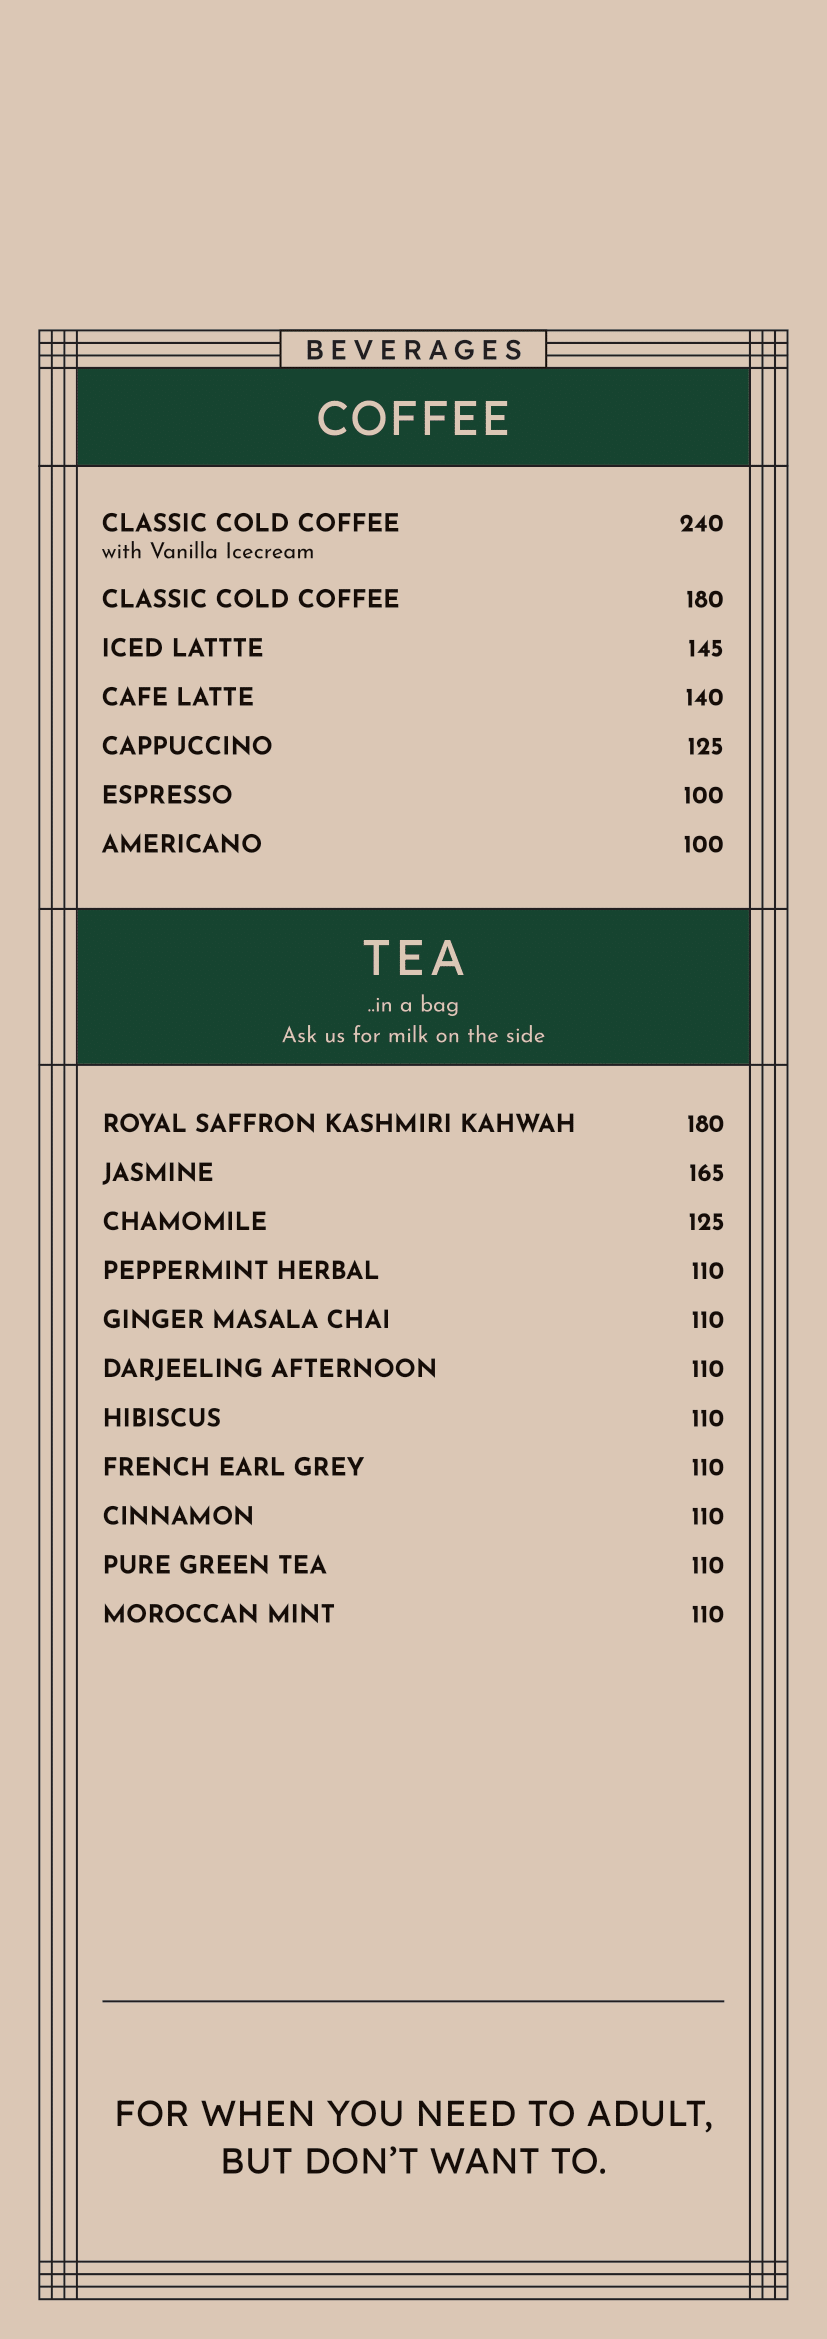 BEVERAGES
COFFEE
CLASSIC COLD COFFEE 240
with Vanilla Icecream
CLASSIC COLD COFFEE 180
ICED LATTTE 145
CAFE LATTE 140
CAPPUCCINO 125
ESPRESSO 100
AMERICANO 100
TEA
..in a bag
Ask us for milk on the side
ROYAL SAFFRON KASHMIRI KAHWAH 180
JASMINE 165
CHAMOMILE 125
PEPPERMINT HERBAL 110
GINGER MASALA CHAI 110
DARJEELING AFTERNOON 110
HIBISCUS 110
FRENCH EARL GREY 110
CINNAMON 110
PURE GREEN TEA 110
MOROCCAN MINT 110
FOR WHEN YOU NEED TO ADULT,
BUT DON’T WANT TO.